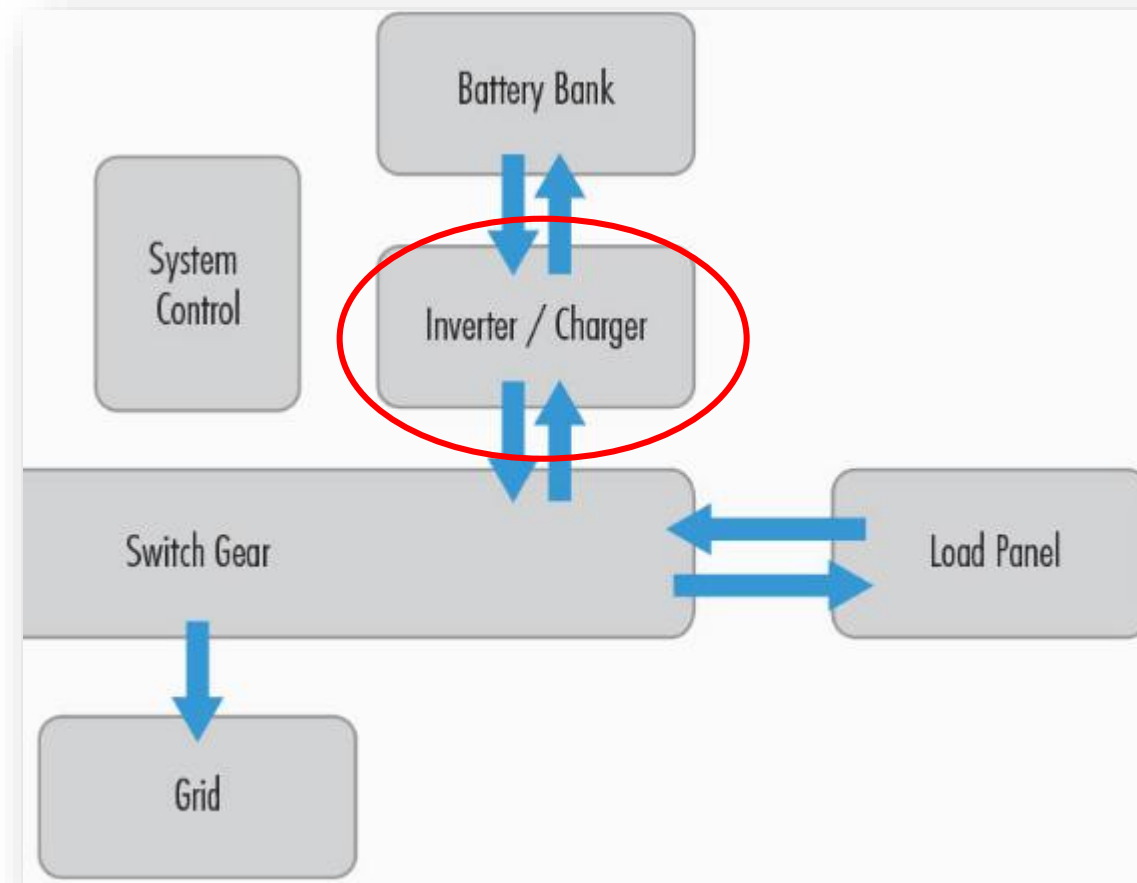 Battery Bank
System
Control
Inverter / Charger
Switch Gear
Load Panel
Grid